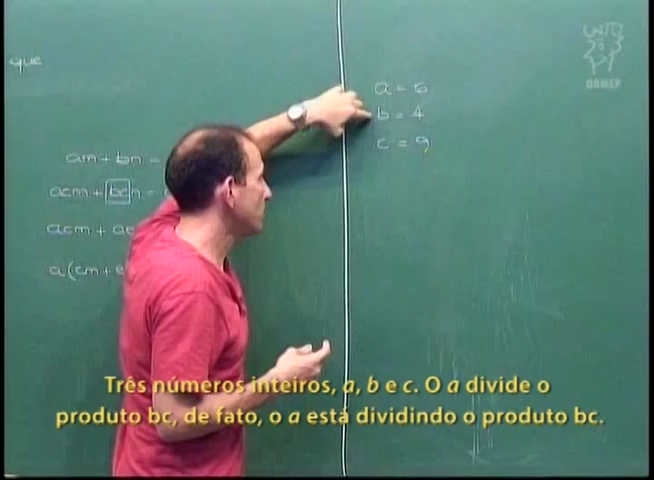 que
am + bn =
acm + bcn =
acm + ae
a(cm + e
a = 6
b = 4
c = 9
OBMEP
Três números inteiros, a, b e c. O a divide o
produto bc, de fato, o a está dividindo o produto bc.